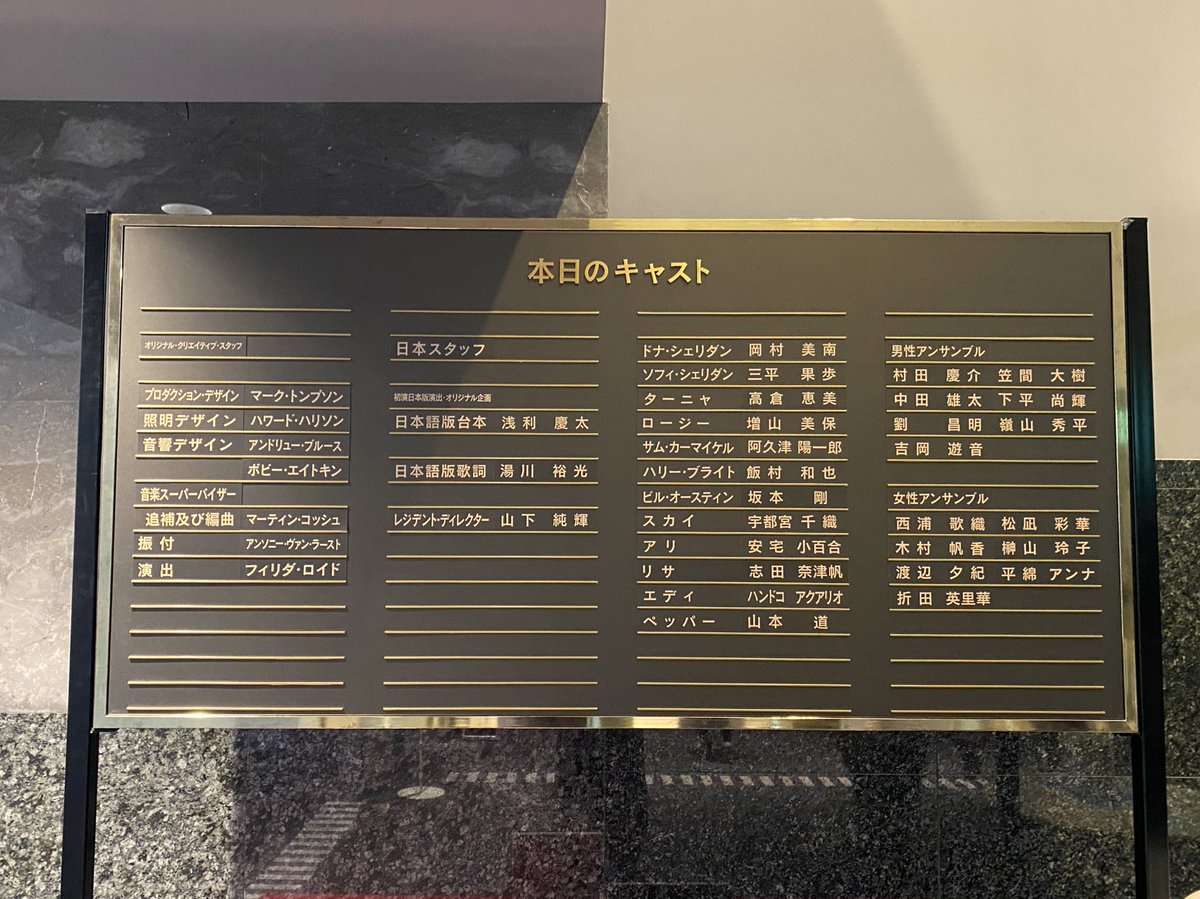 本日のキャスト
オリジナル・クリエイティブ・スタッフ
プロダクション・デザイン マーク・トンプソン
照明デザイン ハワード・ハリソン
音響デザイン アンドリュー・ブルース
ボビー・エイトキン
音楽スーパーバイザー
追補及び編曲 マーティン・コッシュ
振付 アンソニー・ヴァン・ラースト
演出 フィリダ・ロイド
日本スタッフ
初演日本版演出・オリジナル企画
日本語版台本 浅利 慶太
日本語版歌詞 湯川 裕光
レジデント・ディレクター 山下 純輝
ドナ・シェリダン 岡村 美南
ソフィ・シェリダン 三平 果歩
ターニャ 高倉 恵美
ロージー 増山 美保
サム・カーマイケル 阿久津 陽一郎
ハリー・ブライト 飯村 和也
ビル・オースティン 坂本 剛
スカイ 宇都宮 千織
アリ 安宅 小百合
リサ 志田 奈津帆
エディ ハンドコ アクアリオ
ペッパー 山本 道
男性アンサンブル
村田 慶介 笠間 大樹
中田 雄太 下平 尚輝
劉 昌明 嶺山 秀平
吉岡 遊音
女性アンサンブル
西浦 歌織 松凪 彩華
木村 帆香 榊山 玲子
渡辺 夕紀 平綿 アンナ
折田 英里華